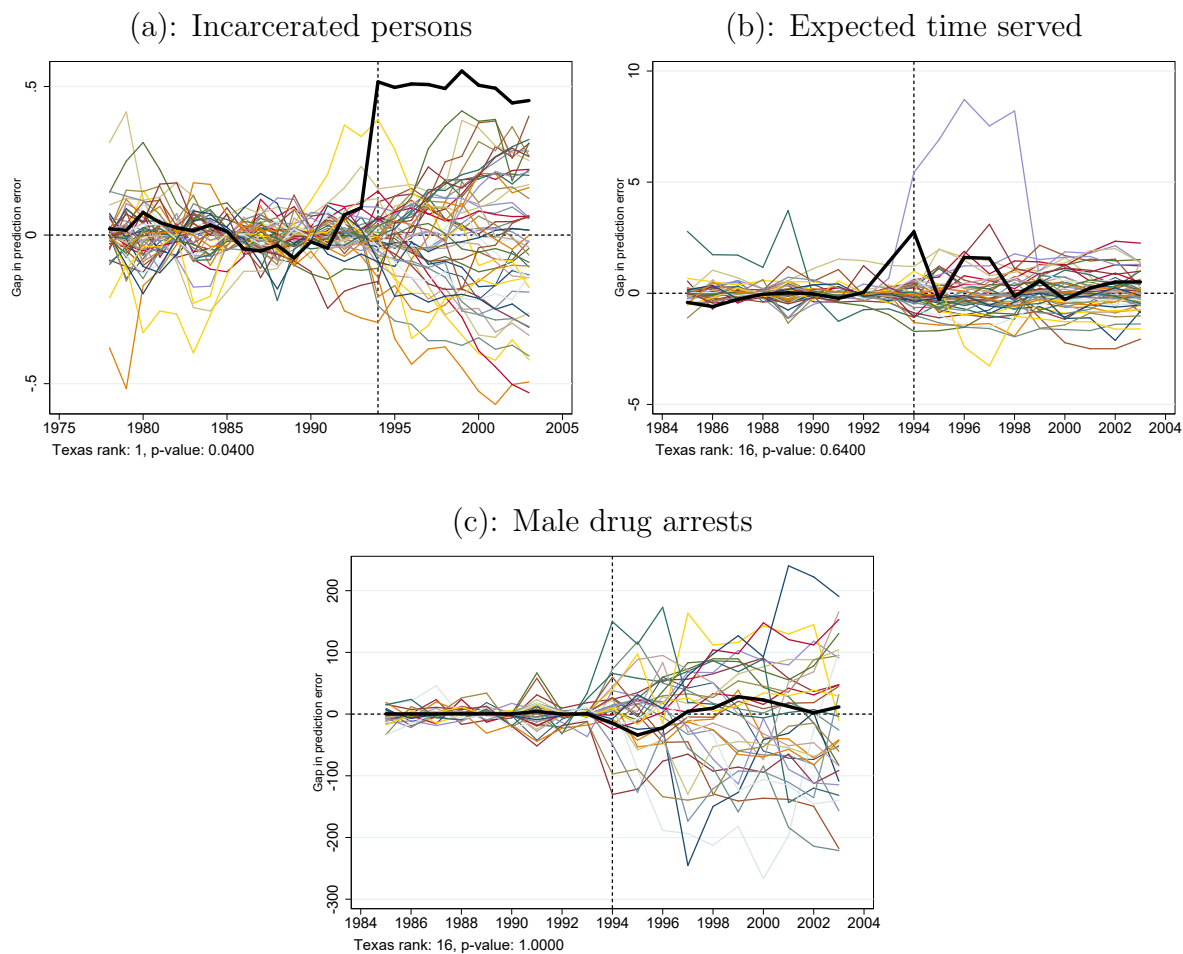 (a): Incarcerated persons
Gap in prediction error
.5
0
-.5
1975 1980 1985 1990 1995 2000 2005
Texas rank: 1, p-value: 0.0400
(b): Expected time served
Gap in prediction error
10
5
0
-5
1984 1986 1988 1990 1992 1994 1996 1998 2000 2002 2004
Texas rank: 16, p-value: 0.6400
(c): Male drug arrests
Gap in prediction error
200
100
0
-100
-200
-300
1984 1986 1988 1990 1992 1994 1996 1998 2000 2002 2004
Texas rank: 16, p-value: 1.0000